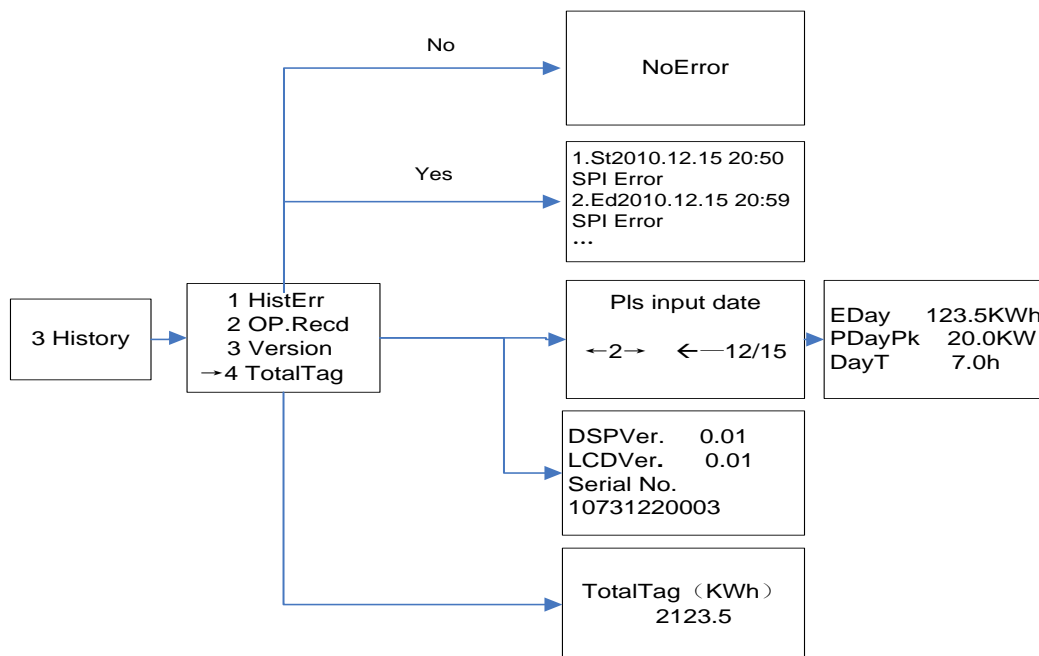 No
NoError
Yes
1.St2010.12.15 20:50
SPI Error
2.Ed2010.12.15 20:59
SPI Error
...
3 History
1 HistErr
2 OP.Recd
3 Version
→4 TotalTag
Pls input date
←2→ ←—12/15
EDay 123.5KWh
PDayPk 20.0KW
DayT 7.0h
DSPVer. 0.01
LCDVer. 0.01
Serial No.
10731220003
TotalTag（KWh）
2123.5